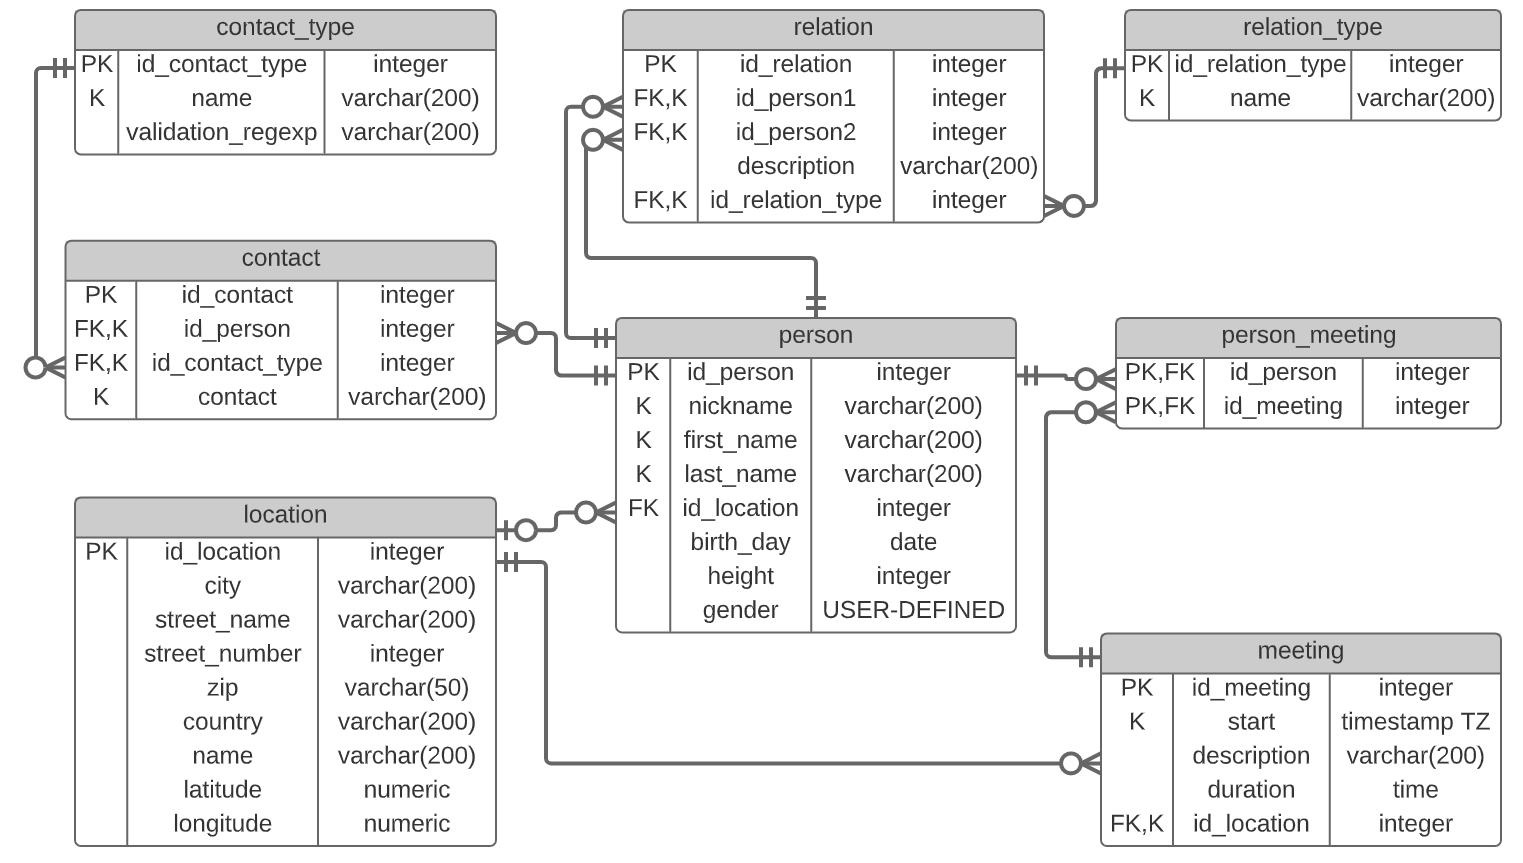 contact_type
PK id_contact_type integer
K name varchar(200)
validation_regexp varchar(200)
relation
PK id_relation integer
FK,K id_person1 integer
FK,K id_person2 integer
description varchar(200)
FK,K id_relation_type integer
relation_type
PK id_relation_type integer
K name varchar(200)
contact
PK id_contact integer
FK,K id_person integer
FK,K id_contact_type integer
K contact varchar(200)
person
PK id_person integer
K nickname varchar(200)
K first_name varchar(200)
K last_name varchar(200)
FK id_location integer
birth_day date
height integer
gender USER-DEFINED
person_meeting
PK,FK id_person integer
PK,FK id_meeting integer
location
PK id_location integer
city varchar(200)
street_name varchar(200)
street_number integer
zip varchar(50)
country varchar(200)
name varchar(200)
latitude numeric
longitude numeric
meeting
PK id_meeting integer
K start timestamp TZ
description varchar(200)
duration time
FK,K id_location integer